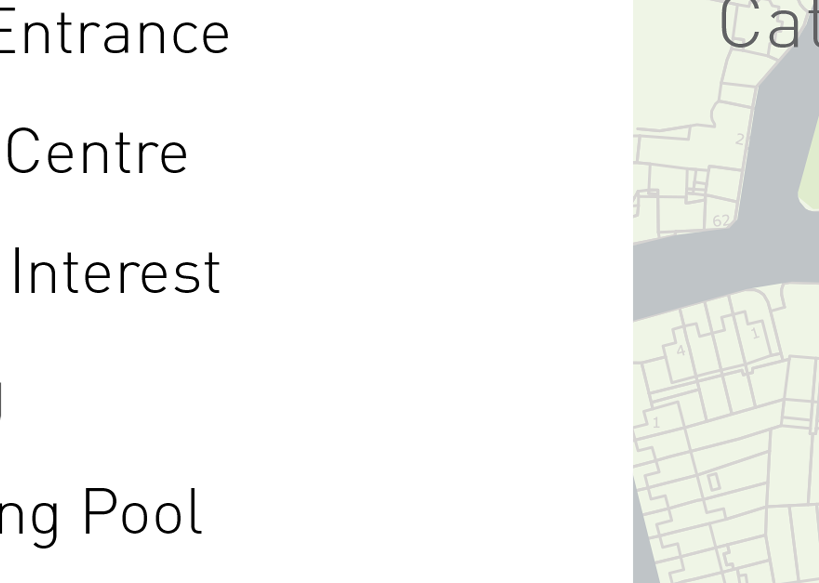 Entrance
Centre
Interest
g
ng Pool
Cat
2
62
1
4
1